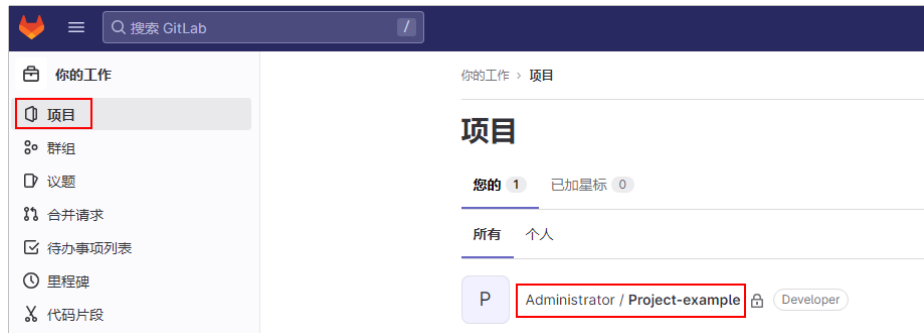 搜索 GitLab /
你的工作
项目
群组
议题
合并请求
待办事项列表
里程碑
代码片段
你的工作 › 项目
项目
您的 1 已加星标 0
所有 个人
P Administrator / Project-example Developer